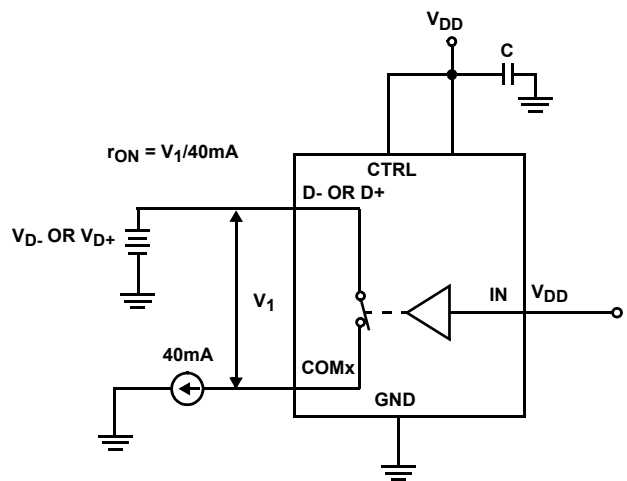 VDD
C
rON = V1/40mA
CTRL
D- OR D+
VD- OR VD+
V1
IN
VDD
40mA
COMx
GND